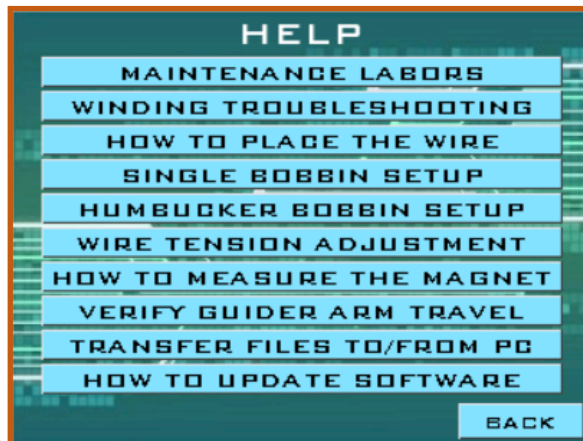 HELP
MAINTENANCE LABORS
WINDING TROUBLESHOOTING
HOW TO PLACE THE WIRE
SINGLE BOBBIN SETUP
HUMBUCKER BOBBIN SETUP
WIRE TENSION ADJUSTMENT
HOW TO MEASURE THE MAGNET
VERIFY GUIDER ARM TRAVEL
TRANSFER FILES TO/FROM PC
HOW TO UPDATE SOFTWARE
BACK